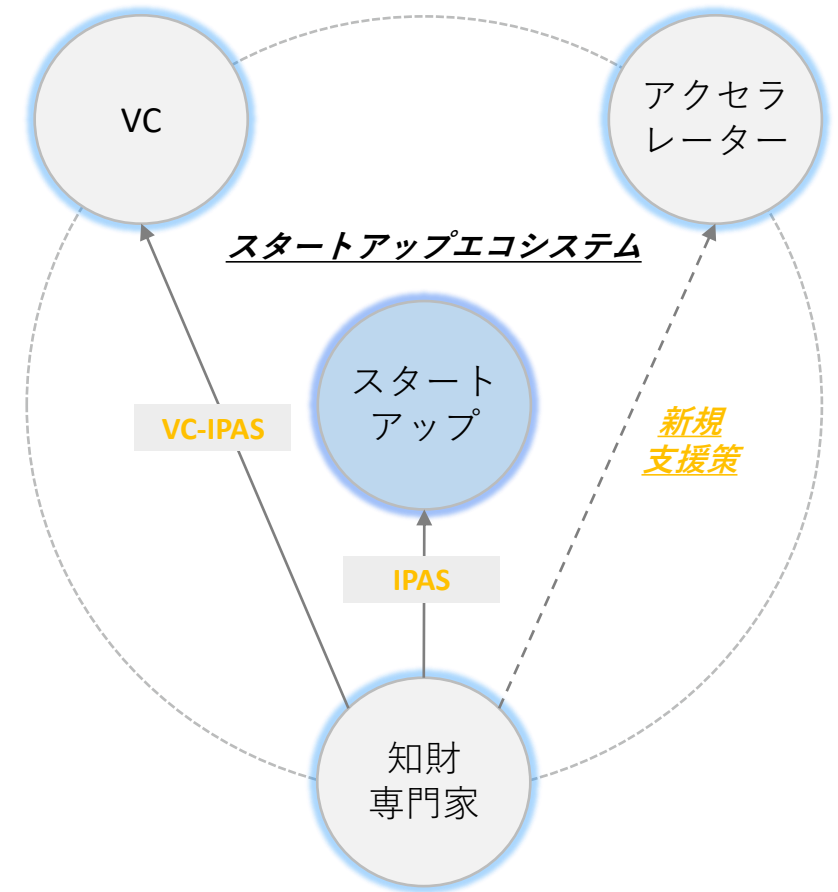 VC
アクセラ
レーター
スタートアップエコシステム
スタート
アップ
VC-IPAS
新規
支援策
IPAS
知財
専門家